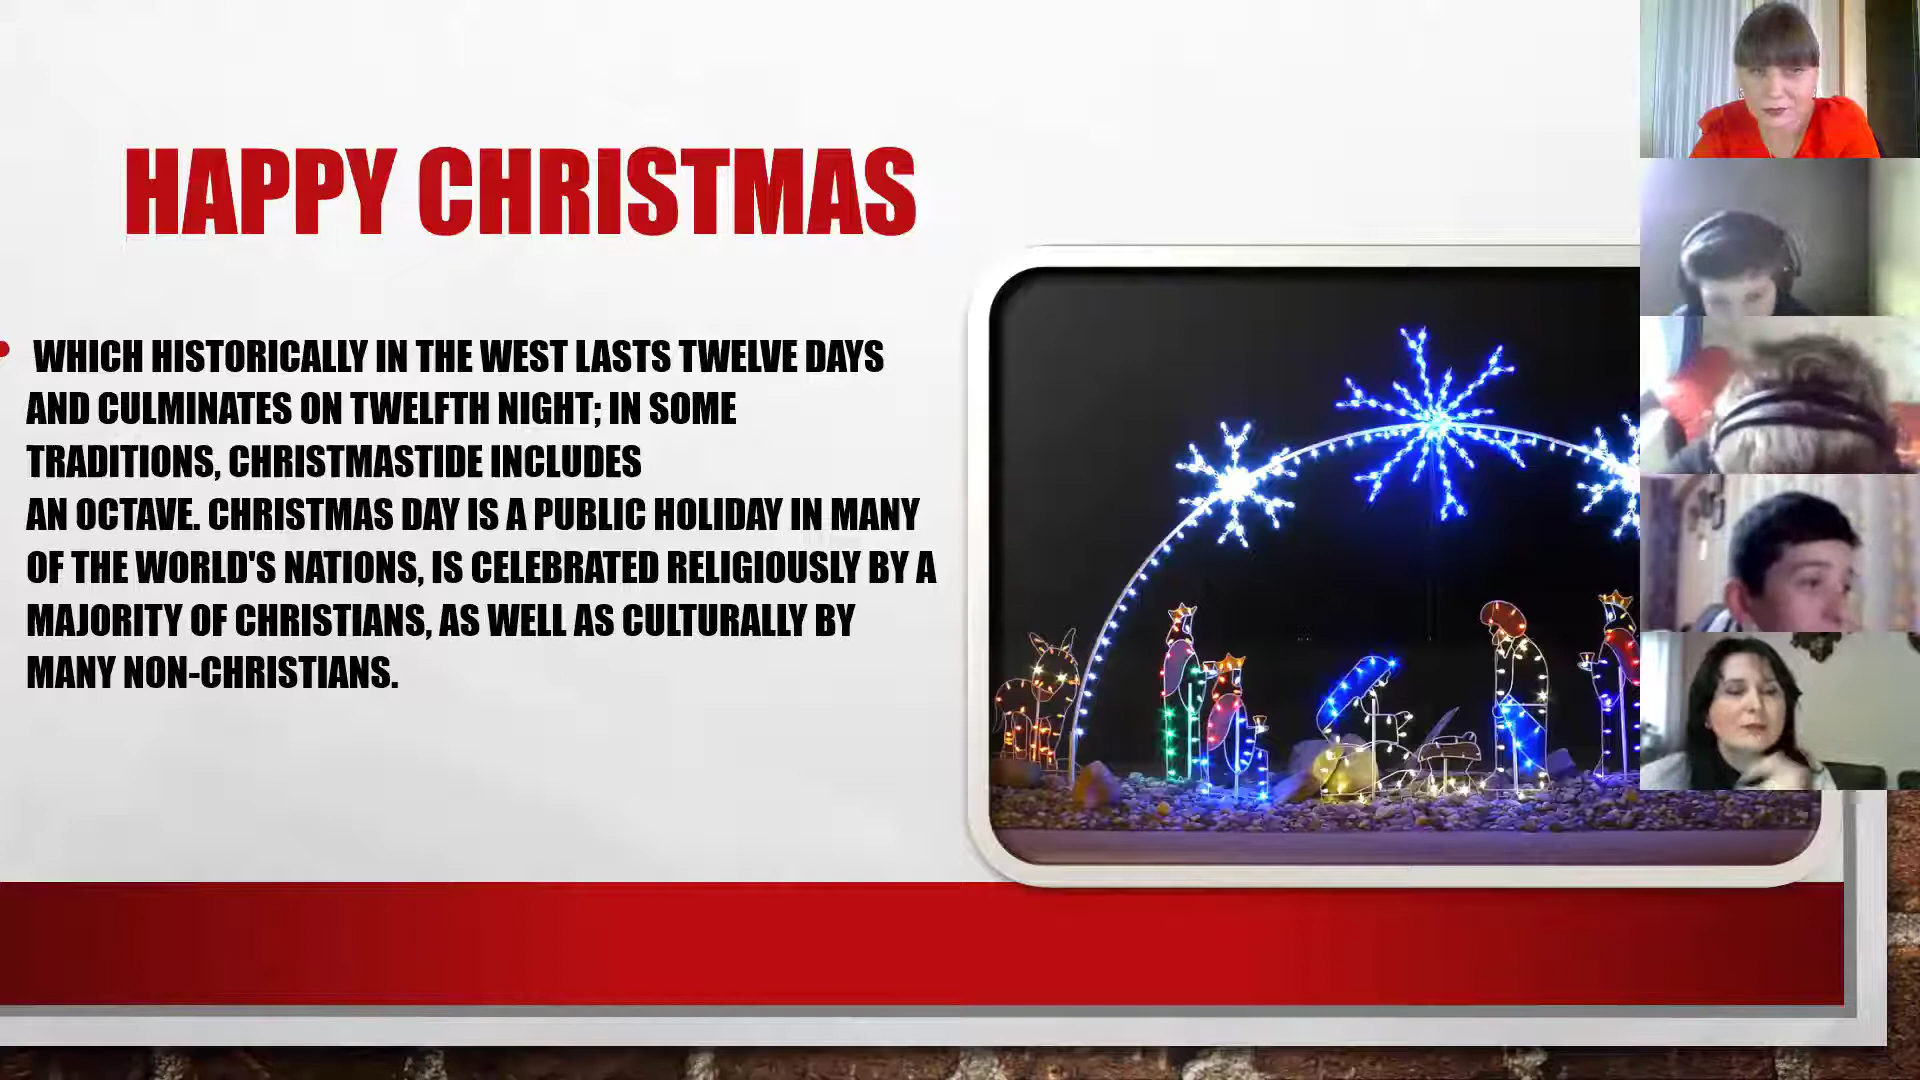 HAPPY CHRISTMAS
WHICH HISTORICALLY IN THE WEST LASTS TWELVE DAYS
AND CULMINATES ON TWELFTH NIGHT; IN SOME
TRADITIONS, CHRISTMASTIDE INCLUDES
AN OCTAVE. CHRISTMAS DAY IS A PUBLIC HOLIDAY IN MANY
OF THE WORLD'S NATIONS, IS CELEBRATED RELIGIOUSLY BY A
MAJORITY OF CHRISTIANS, AS WELL AS CULTURALLY BY
MANY NON-CHRISTIANS.